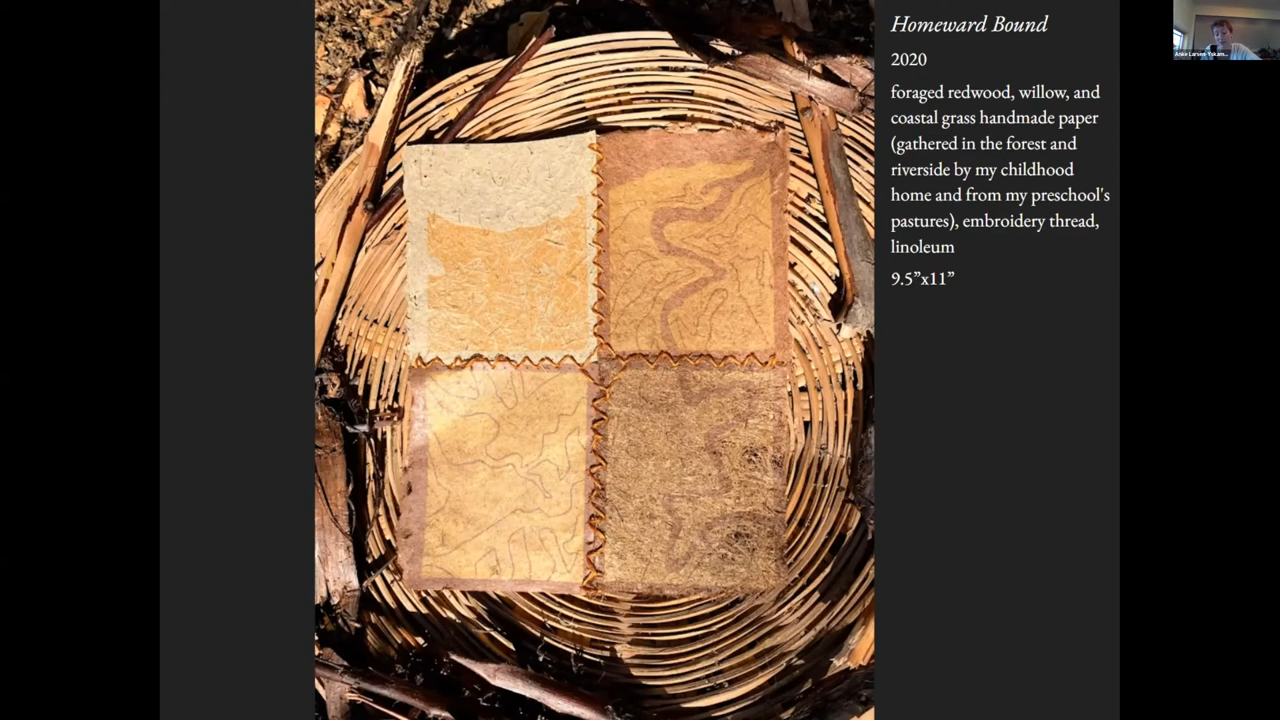 Homeward Bound
2020
foraged redwood, willow, and
coastal grass handmade paper
(gathered in the forest and
riverside by my childhood
home and from my preschool's
pastures), embroidery thread,
linoleum
9.5”x11”